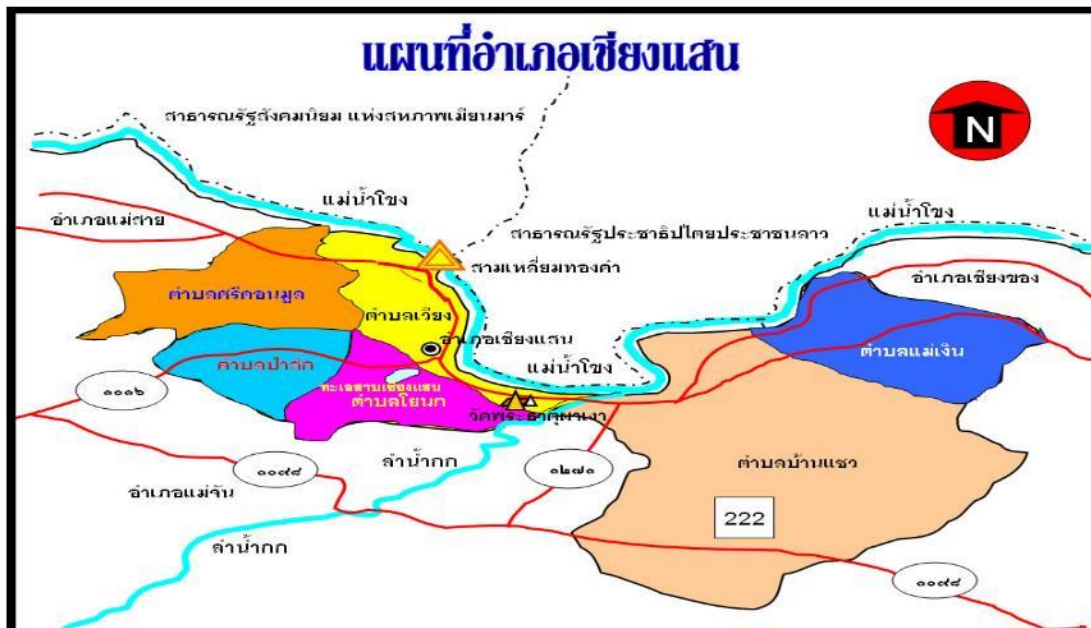 แผนที่อำเภอเชียงแสน
สาธารณรัฐสังคมนิยม แห่งสหภาพเมียนมาร์
N
แม่น้ำโขง
แม่น้ำโขง
อำเภอแม่สาย
สาธารณรัฐประชาธิปไตยประชาชนลาว
สามเหลี่ยมทองคำ
อำเภอเชียงของ
ตำบลศรีดอนมูล
ตำบลเวียง
อำเภอเชียงแสน
ตำบลแม่เงิน
ตำบลป่าสัก
แม่น้ำโขง
๑๐๑๖
ทะเลสาบเชียงแสน
ตำบลโยนก
วัดพระธาตุผาเงา
ลำน้ำกก
๑๐๙๘
๑๒๗๑
ตำบลบ้านแซว
อำเภอแม่จัน
222
ลำน้ำกก
๑๐๙๘